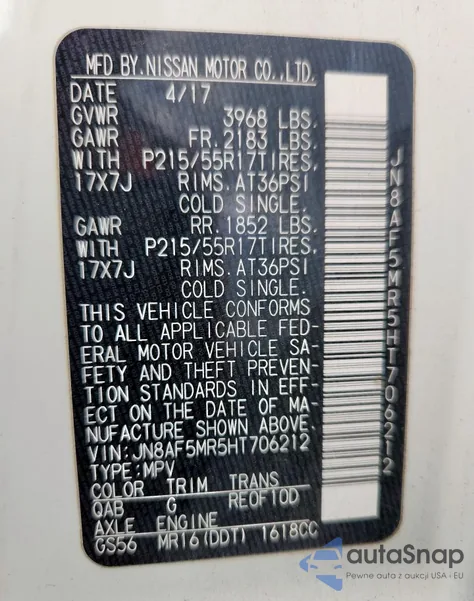 MFD BY. NISSAN MOTOR CO., LTD.
DATE 4/17
GVWR 3968 LBS.
GAWR FR. 2183 LBS.
WITH P215/55R17TIRES.
17X7J RIMS. AT36PSI
COLD SINGLE.
GAWR RR. 1852 LBS.
WITH P215/55R17TIRES.
17X7J RIMS. AT36PSI
COLD SINGLE.
THIS VEHICLE CONFORMS
TO ALL APPLICABLE FED-
ERAL MOTOR VEHICLE SA-
FETY AND THEFT PREVEN-
TION STANDARDS IN EFF-
ECT ON THE DATE OF MA-
NUFACTURE SHOWN ABOVE.
VIN:JN8AF5MR5HT706212
TYPE:MPV
COLOR TRIM TRANS
QAB G RE0F10D
AXLE ENGINE
GS56 MR16(DDT) 1618CC
JN8AF5MR5HT706212
autaSnap
Pewne auta z aukcji USA - EU